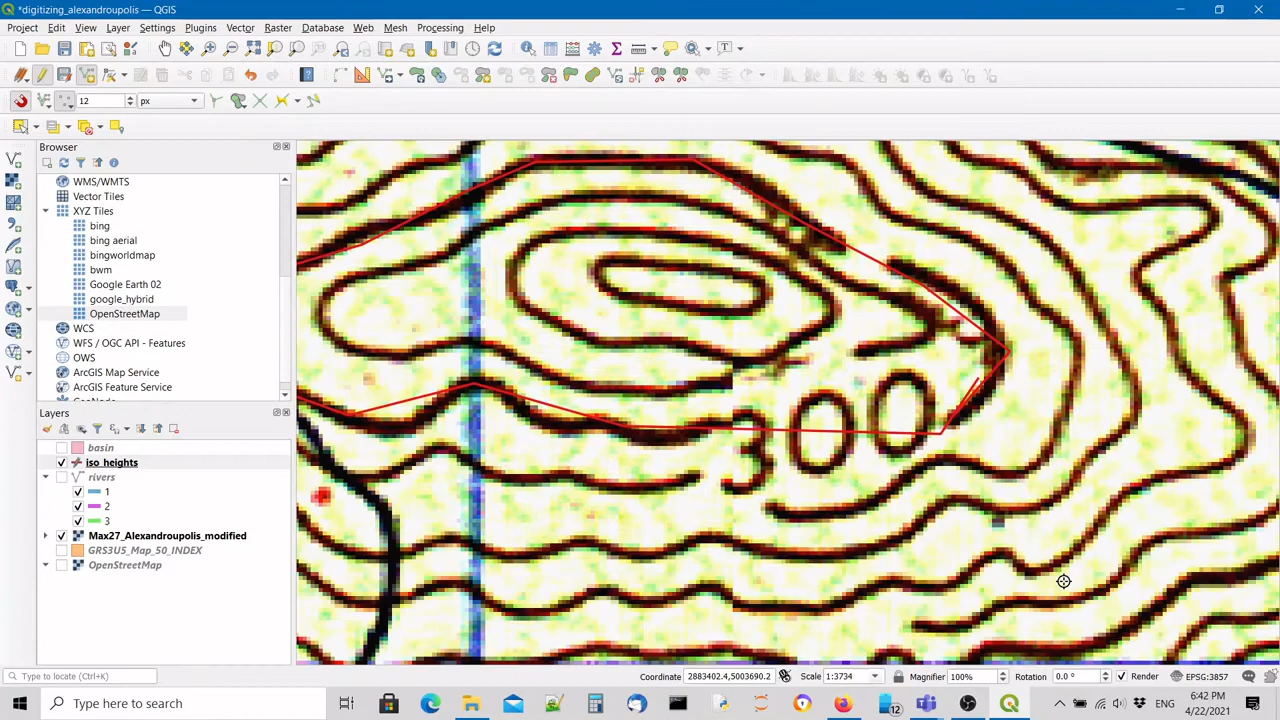 *digitizing_alexandroupolis — QGIS
Project Edit View Layer Settings Plugins Vector Raster Database Web Mesh Processing Help
12 px
Browser
WMS/WMTS
Vector Tiles
XYZ Tiles
bing
bing aerial
bingworldmap
bwm
Google Earth 02
google_hybrid
OpenStreetMap
WCS
WFS / OGC API - Features
OWS
ArcGIS Map Service
ArcGIS Feature Service
Layers
basin
iso_heights
rivers
1
2
3
Max27_Alexandroupolis_modified
GRS3U5_Map_50_INDEX
OpenStreetMap
Type to locate (Ctrl+K) Coordinate 2883402.4,5003690.2 Scale 1:3734 Magnifier 100% Rotation 0.0 ° Render EPSG:3857
Type here to search 12 ENG 6:42 PM
4/22/2021